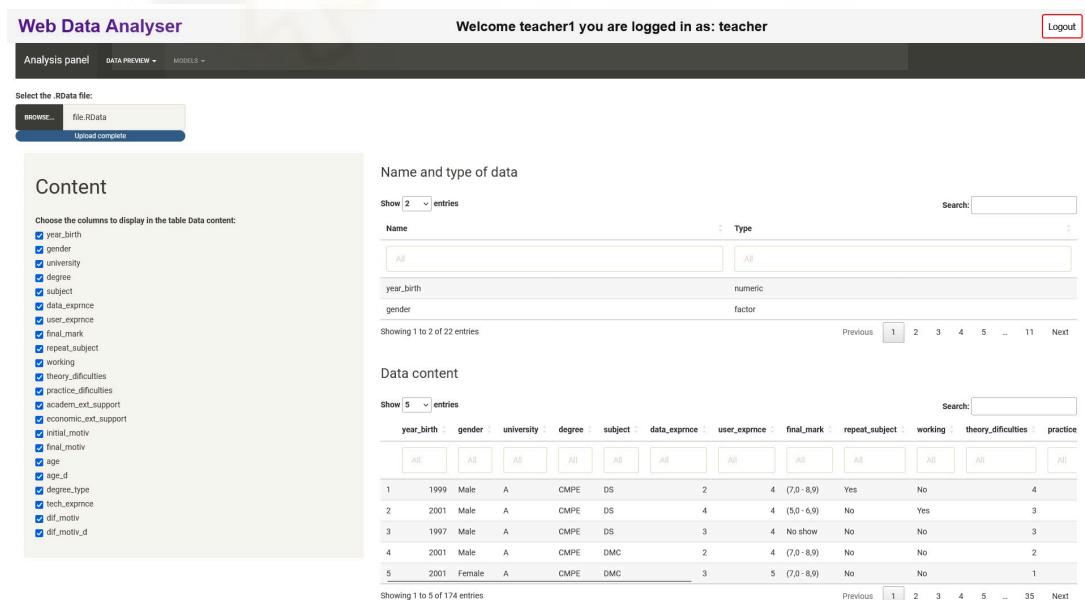 Web Data Analyser
Welcome teacher1 you are logged in as: teacher
Logout
Analysis panel DATA PREVIEW MODELS
Select the .RData file:
BROWSE... file.RData
Upload complete
Content
Choose the columns to display in the table Data content:
year_birth
gender
university
degree
subject
data_exprnce
user_exprnce
final_mark
repeat_subject
working
theory_dificulties
practice_dificulties
academ_ext_support
economic_ext_support
initial_motiv
final_motiv
age
age_d
degree_type
tech_exprnce
dif_motiv
dif_motiv_d
Name and type of data
Show 2 entries Search:
Name Type
All All
year_birth numeric
gender factor
Showing 1 to 2 of 22 entries Previous 1 2 3 4 5 ... 11 Next
Data content
Show 5 entries Search:
year_birth gender university degree subject data_exprnce user_exprnce final_mark repeat_subject working theory_dificulties practice
All All All All All All All All All All All All
1 1999 Male A CMPE DS 2 4 (7,0 - 8,9) Yes No 4
2 2001 Male A CMPE DS 4 4 (5,0 - 6,9) No Yes 3
3 1997 Male A CMPE DS 3 4 No show No No 3
4 2001 Male A CMPE DMC 2 4 (7,0 - 8,9) No No 2
5 2001 Female A CMPE DMC 3 5 (7,0 - 8,9) No No 1
Showing 1 to 5 of 174 entries Previous 1 2 3 4 5 ... 35 Next